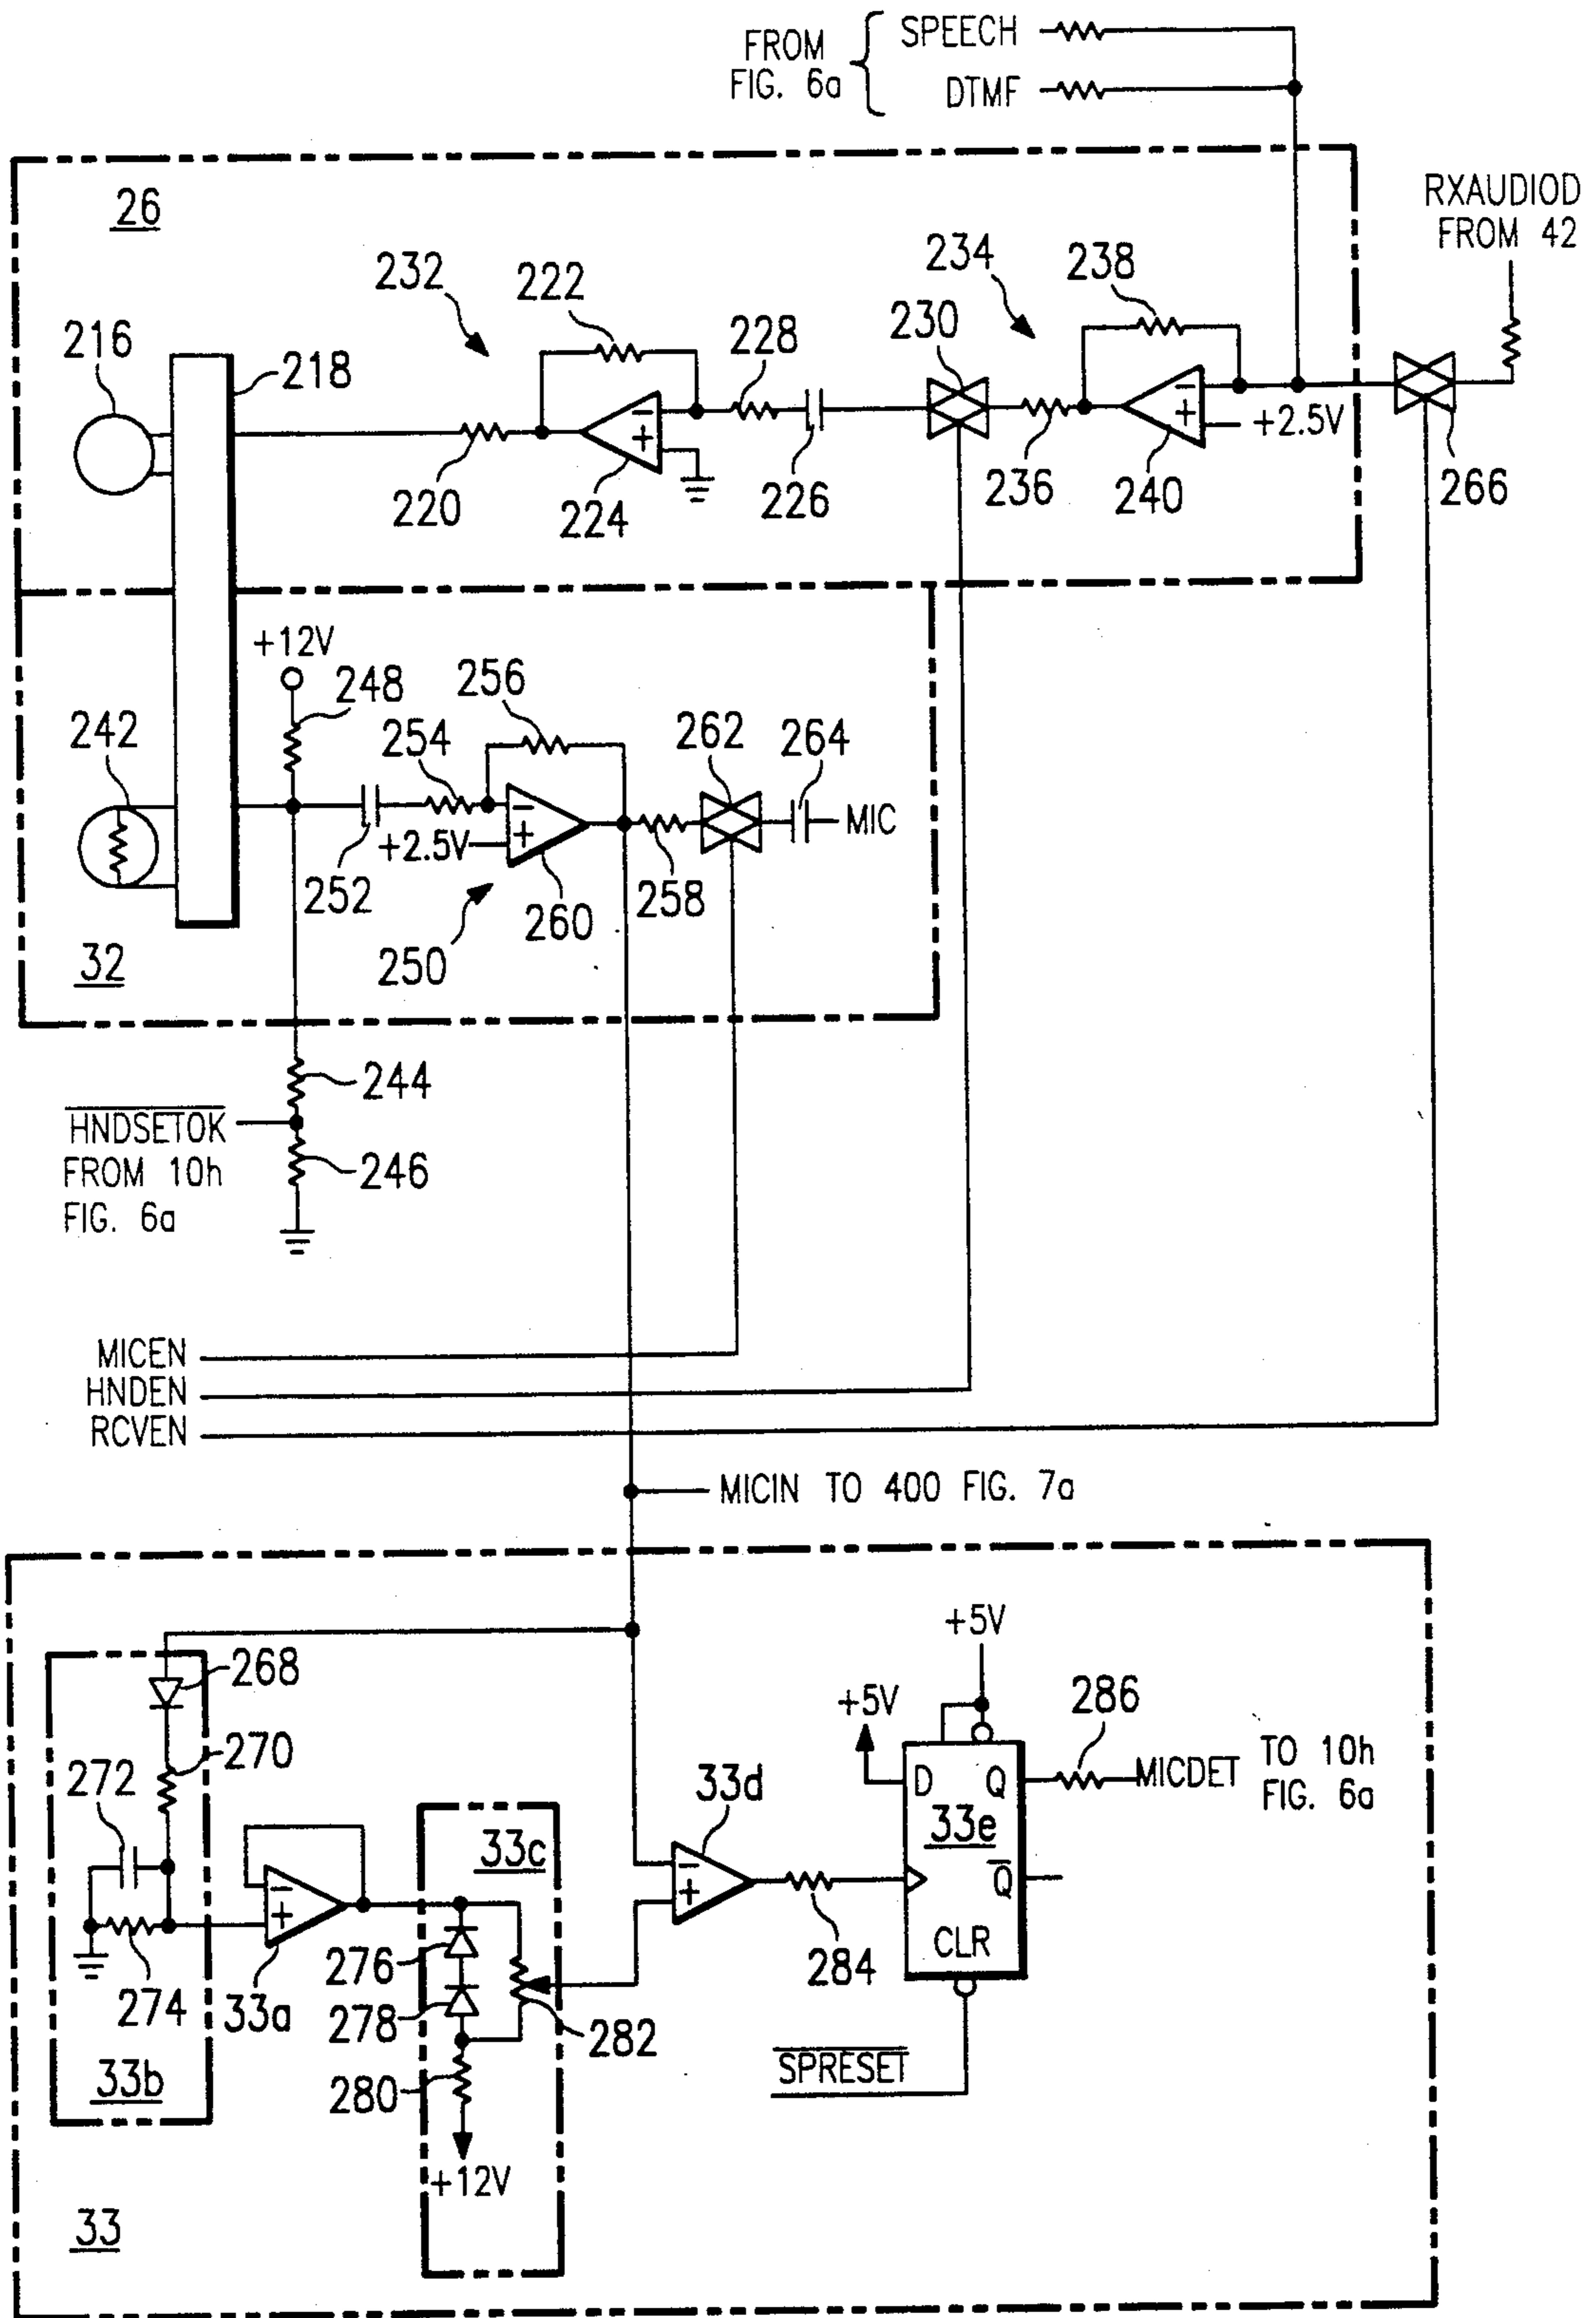 FROM
FIG. 6a
SPEECH
DTMF
RXAUDIOD
FROM 42
26
216
218
232
222
220
224
228
226
230
234
236
238
240
+2.5V
266
+12V
248
242
254
256
262
264
MIC
+2.5V
252
250
260
258
32
244
HNDSETOK
FROM 10h
FIG. 6a
246
MICEN
HNDEN
RCVEN
MICIN TO 400 FIG. 7a
268
270
272
274
33b
33a
33c
276
278
280
282
+12V
33d
284
+5V
+5V
D Q
33e
Q
CLR
286
MICDET
TO 10h
FIG. 6a
SPRESET
33